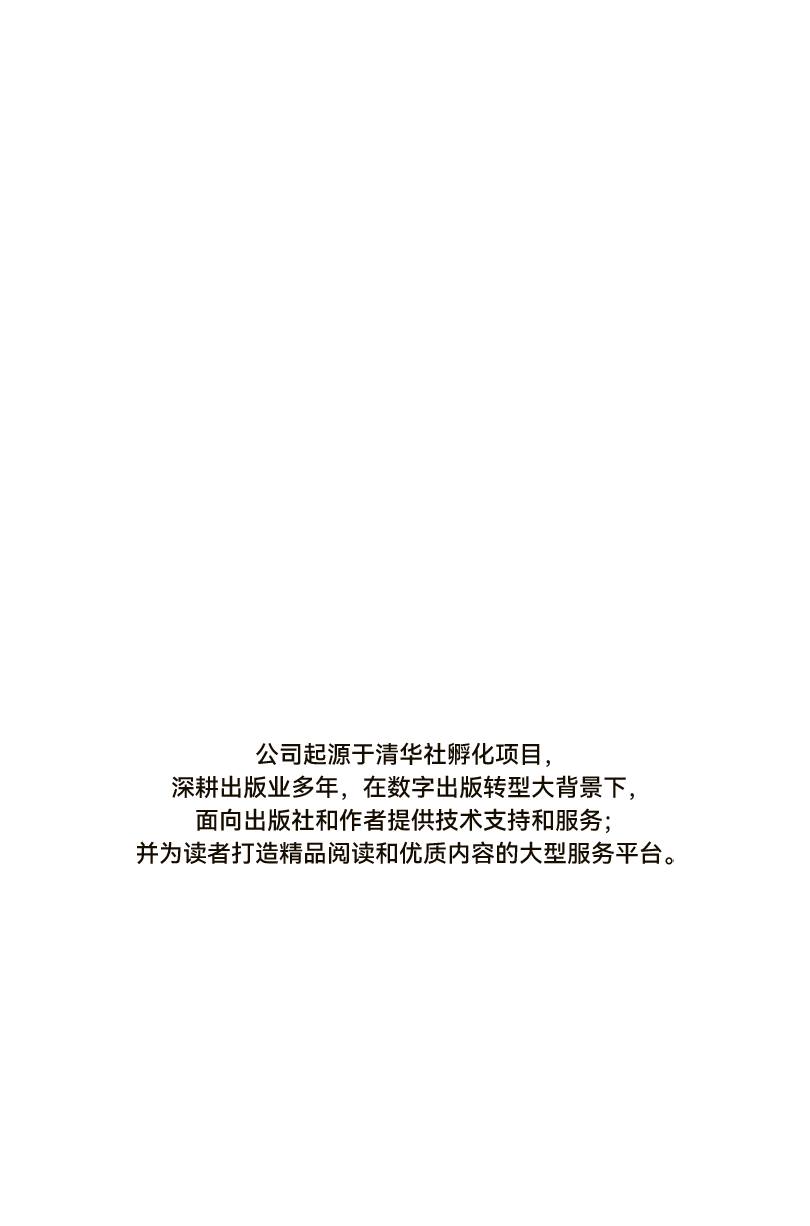 公司起源于清华社孵化项目，
深耕出版业多年，在数字出版转型大背景下，
面向出版社和作者提供技术支持和服务；
并为读者打造精品阅读和优质内容的大型服务平台。